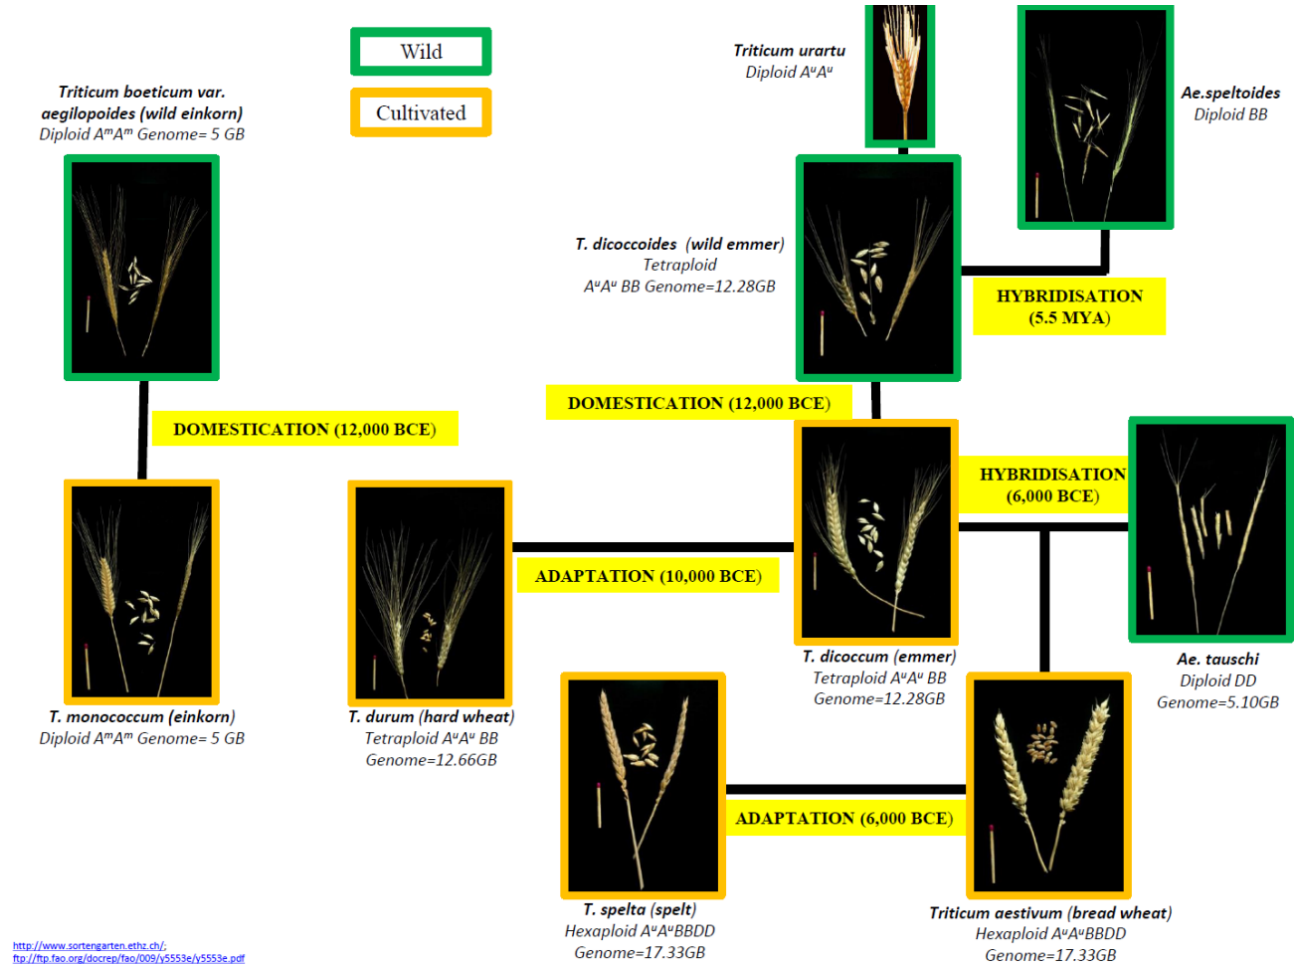 Wild
Cultivated
Triticum boeticum var.
aegilopoides (wild einkorn)
Diploid AᵐAᵐ Genome= 5 GB
Triticum urartu
Diploid AᵘAᵘ
Ae.speltoides
Diploid BB
T. dicoccoides (wild emmer)
Tetraploid
AᵘAᵘ BB Genome=12.28GB
HYBRIDISATION
(5.5 MYA)
DOMESTICATION (12,000 BCE)
DOMESTICATION (12,000 BCE)
HYBRIDISATION
(6,000 BCE)
ADAPTATION (10,000 BCE)
T. monococcum (einkorn)
Diploid AᵐAᵐ Genome= 5 GB
T. durum (hard wheat)
Tetraploid AᵘAᵘ BB
Genome=12.66GB
T. dicoccum (emmer)
Tetraploid AᵘAᵘ BB
Genome=12.28GB
Ae. tauschi
Diploid DD
Genome=5.10GB
ADAPTATION (6,000 BCE)
T. spelta (spelt)
Hexaploid AᵘAᵘBBDD
Genome=17.33GB
Triticum aestivum (bread wheat)
Hexaploid AᵘAᵘBBDD
Genome=17.33GB
http://www.sortengarten.ethz.ch/;
ftp://ftp.fao.org/docrep/fao/009/y5553e/y5553e.pdf